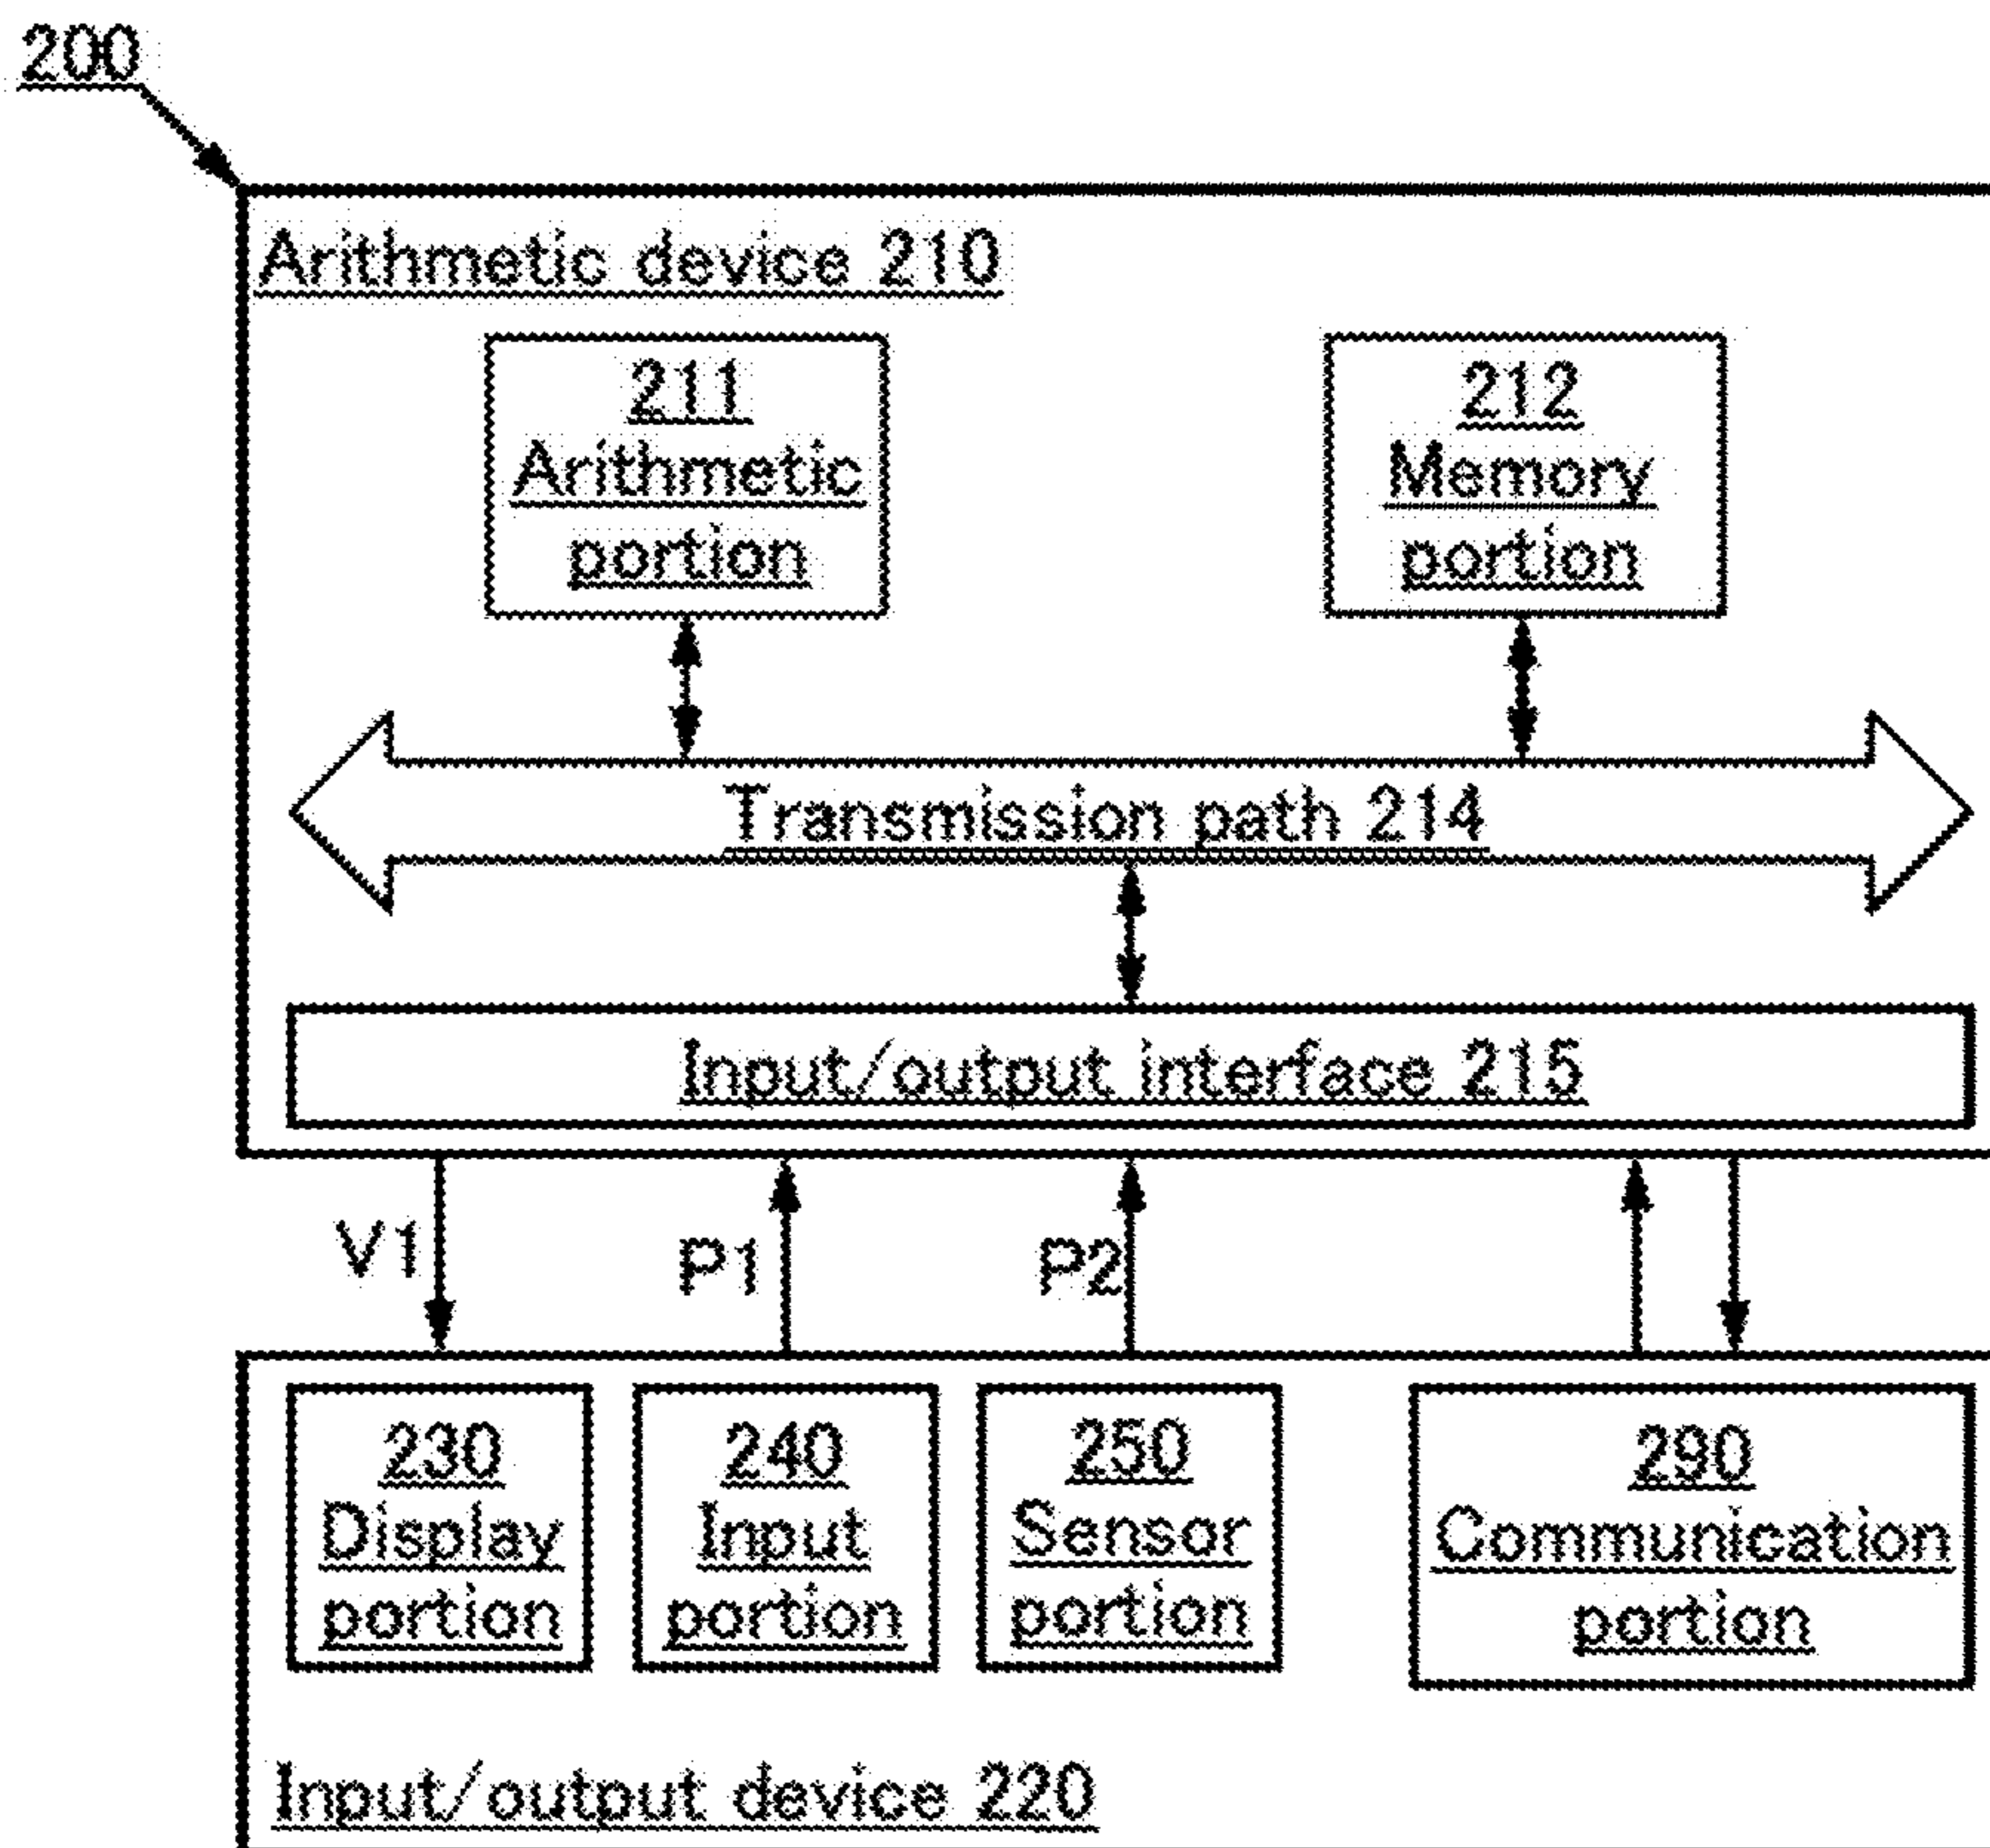 200
Arithmetic device 210
211
Arithmetic
portion
212
Memory
portion
Transmission path 214
Input/output interface 215
V1
P1
P2
230
Display
portion
240
Input
portion
250
Sensor
portion
290
Communication
portion
Input/output device 220